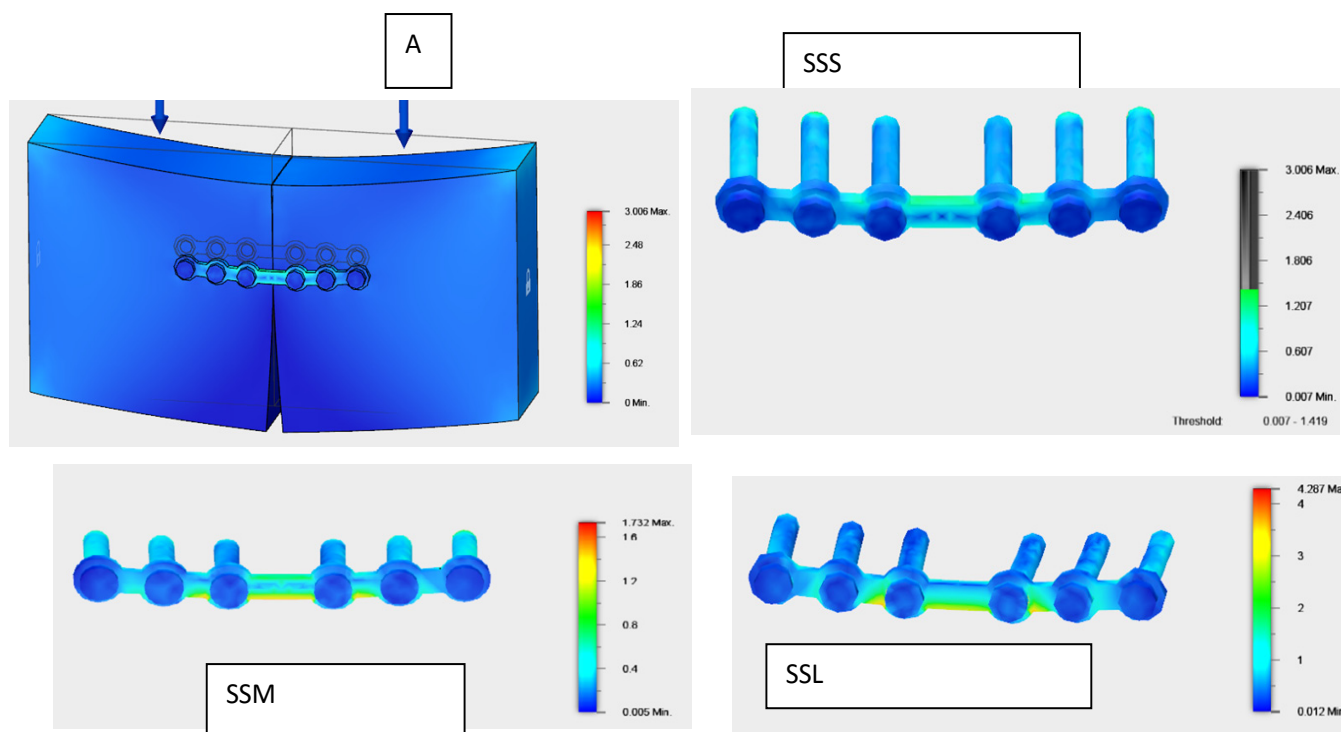 A
3.006 Max.
2.48
1.86
1.24
0.62
0 Min.
SSS
3.006 Max.
2.406
1.806
1.207
0.607
0.007 Min.
Threshold: 0.007 - 1.419
SSM
1.732 Max.
1.6
1.2
0.8
0.4
0.005 Min.
SSL
4.287 Ma
4
3
2
1
0.012 Min